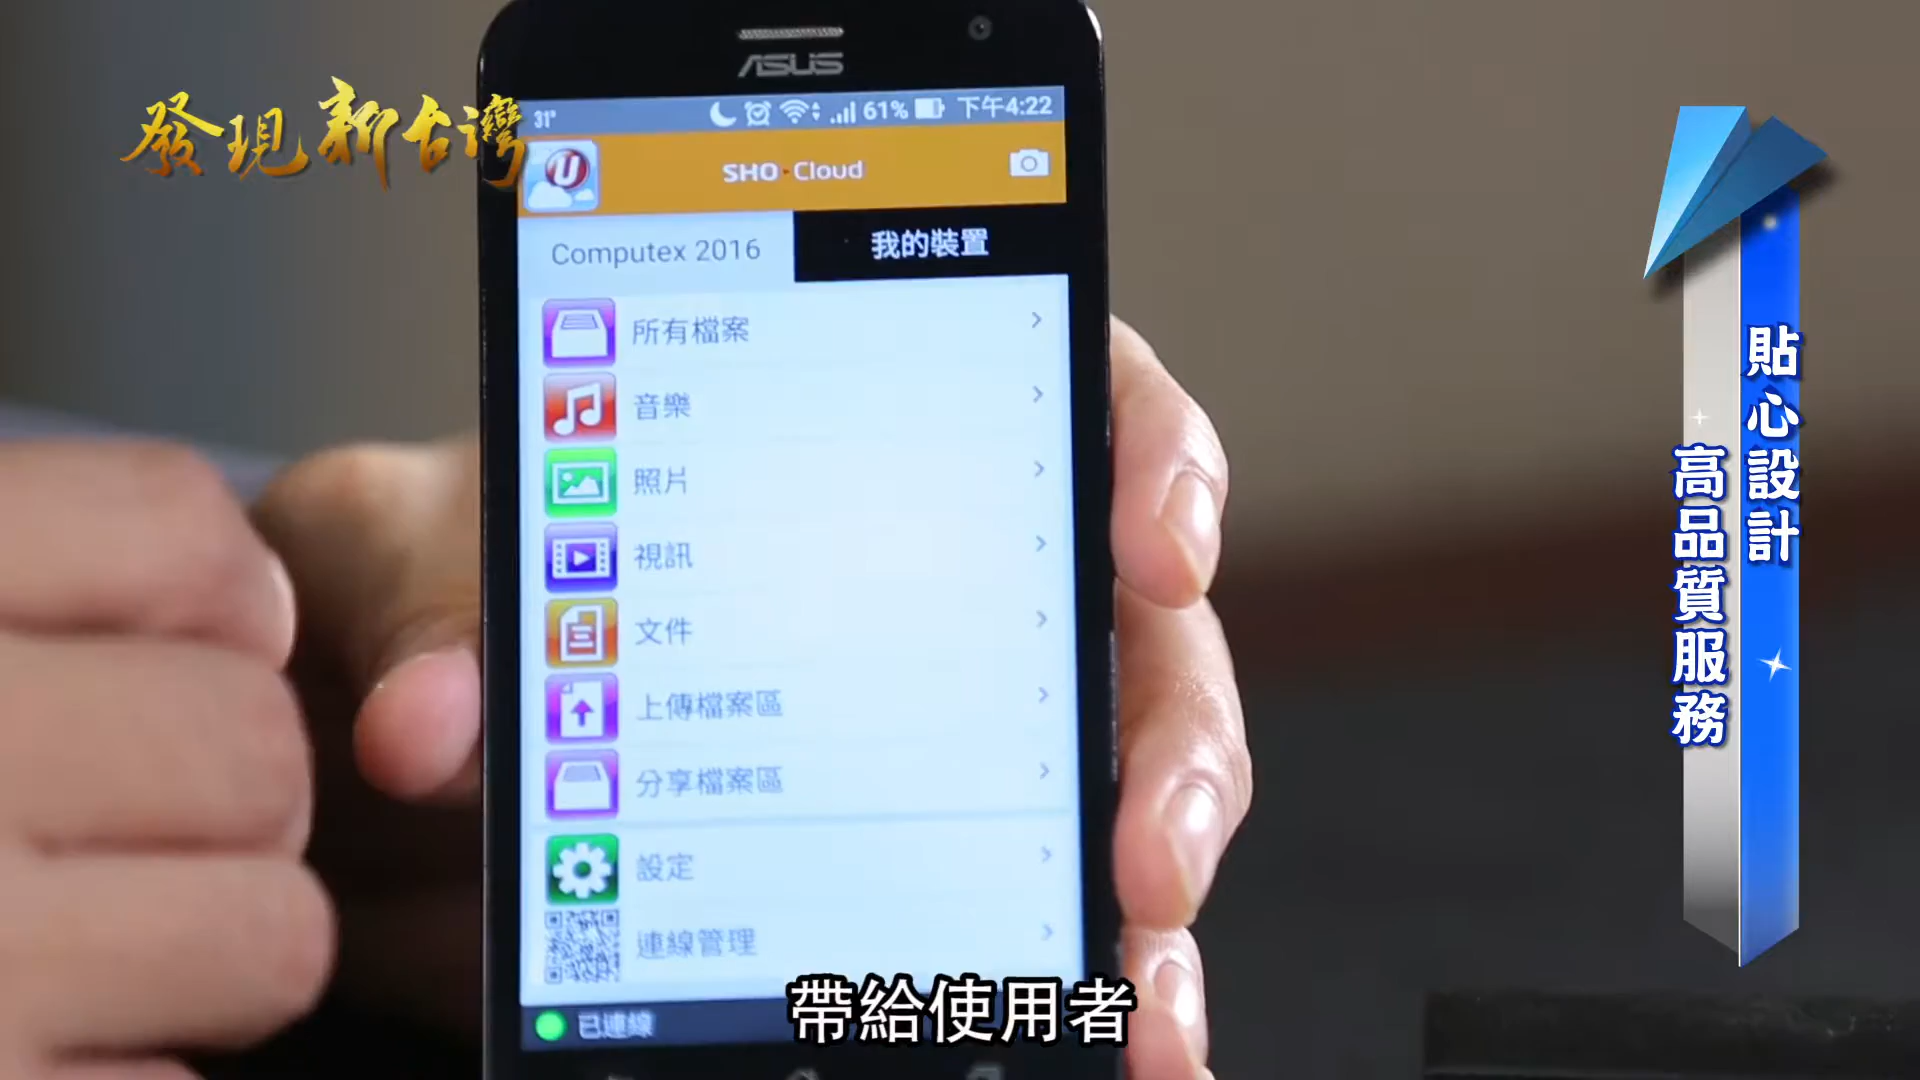 ASUS
發現新台灣
31° 61% 下午4:22
SHO Cloud
Computex 2016
我的裝置
所有檔案
音樂
照片
視訊
文件
上傳檔案區
分享檔案區
設定
連線管理
已連線
貼心設計
高品質服務
帶給使用者